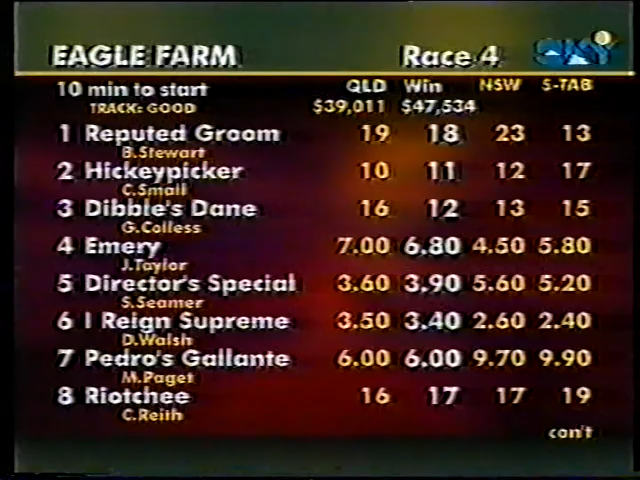 EAGLE FARM Race 4 SKY 1
10 min to start QLD Win NSW S-TAB
TRACK: GOOD $39,011 $47,534
1 Reputed Groom 19 18 23 13
B.Stewart
2 Hickeypicker 10 11 12 17
C.Small
3 Dibble's Dane 16 12 13 15
G.Colless
4 Emery 7.00 6.80 4.50 5.80
J.Taylor
5 Director's Special 3.60 3.90 5.60 5.20
S.Seamer
6 I Reign Supreme 3.50 3.40 2.60 2.40
D.Walsh
7 Pedro's Gallante 6.00 6.00 9.70 9.90
M.Paget
8 Riotchee 16 17 17 19
C.Reith
con't